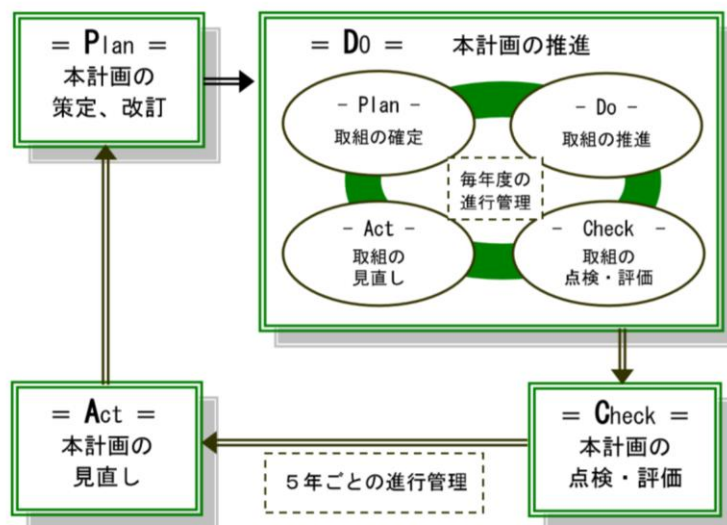 = Plan =
本計画の
策定、改訂
= DO =　本計画の推進
- Plan -
取組の確定
- Do -
取組の推進
毎年度の
進行管理
- Act -
取組の
見直し
- Check -
取組の
点検・評価
= Act =
本計画の
見直し
５年ごとの進行管理
= Check =
本計画の
点検・評価